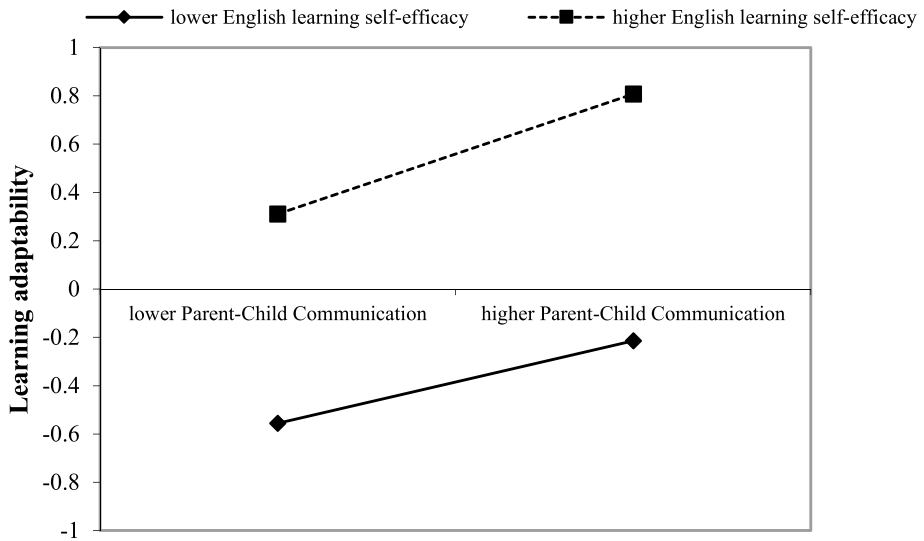 lower English learning self-efficacy
higher English learning self-efficacy
1
0.8
0.6
0.4
0.2
0
-0.2
-0.4
-0.6
-0.8
-1
Learning adaptability
lower Parent-Child Communication
higher Parent-Child Communication